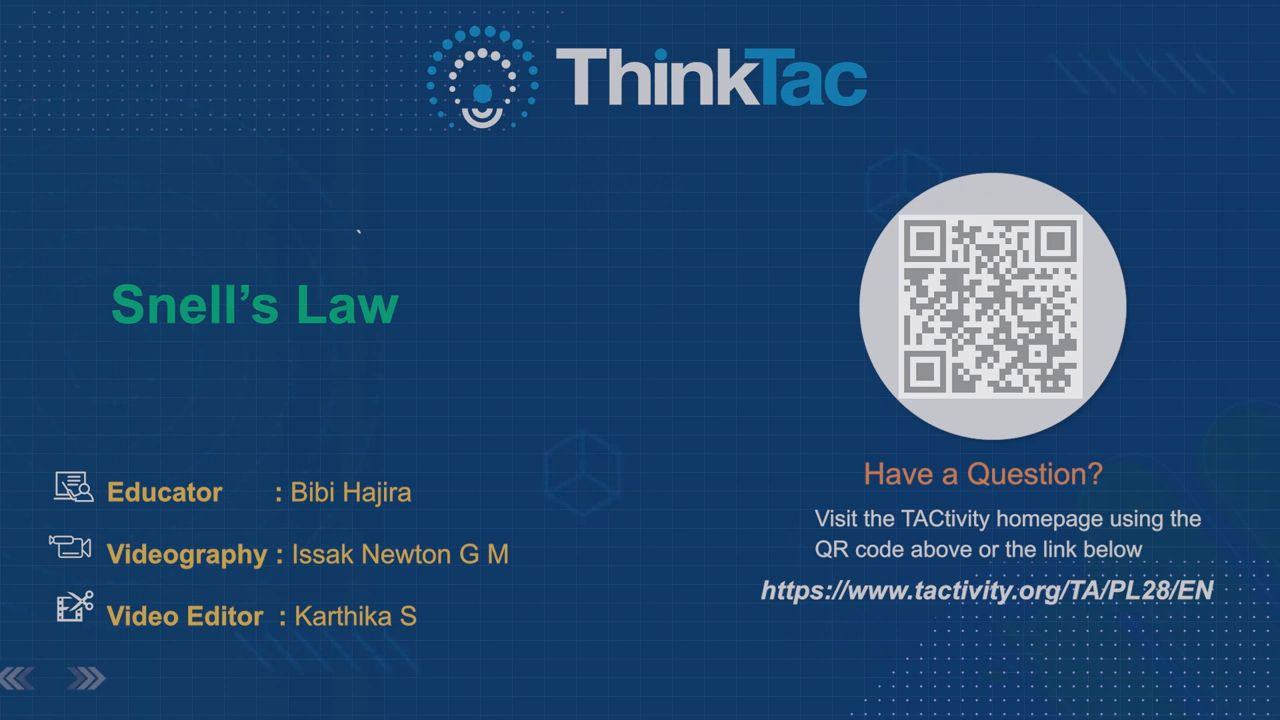 ThinkTac
Snell’s Law
Educator : Bibi Hajira
Videography : Issak Newton G M
Video Editor : Karthika S
Have a Question?
Visit the TACtivity homepage using the
QR code above or the link below
https://www.tactivity.org/TA/PL28/EN